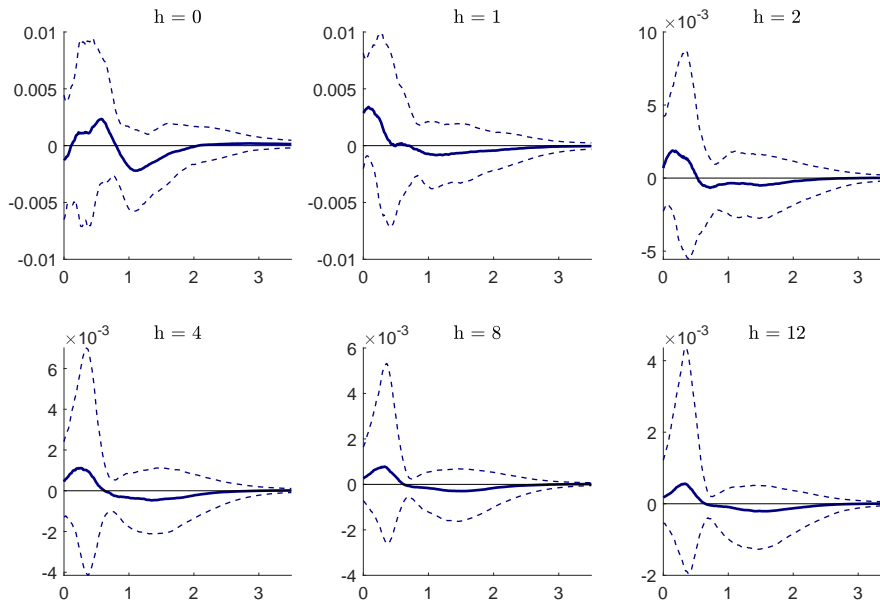 h = 0
0.01
0.005
0
-0.005
-0.01
0 1 2 3
h = 1
0.01
0.005
0
-0.005
-0.01
0 1 2 3
×10-3 h = 2
10
5
0
-5
0 1 2 3
×10-3 h = 4
6
4
2
0
-2
-4
0 1 2 3
×10-3 h = 8
6
4
2
0
-2
-4
0 1 2 3
×10-3 h = 12
4
2
0
-2
0 1 2 3